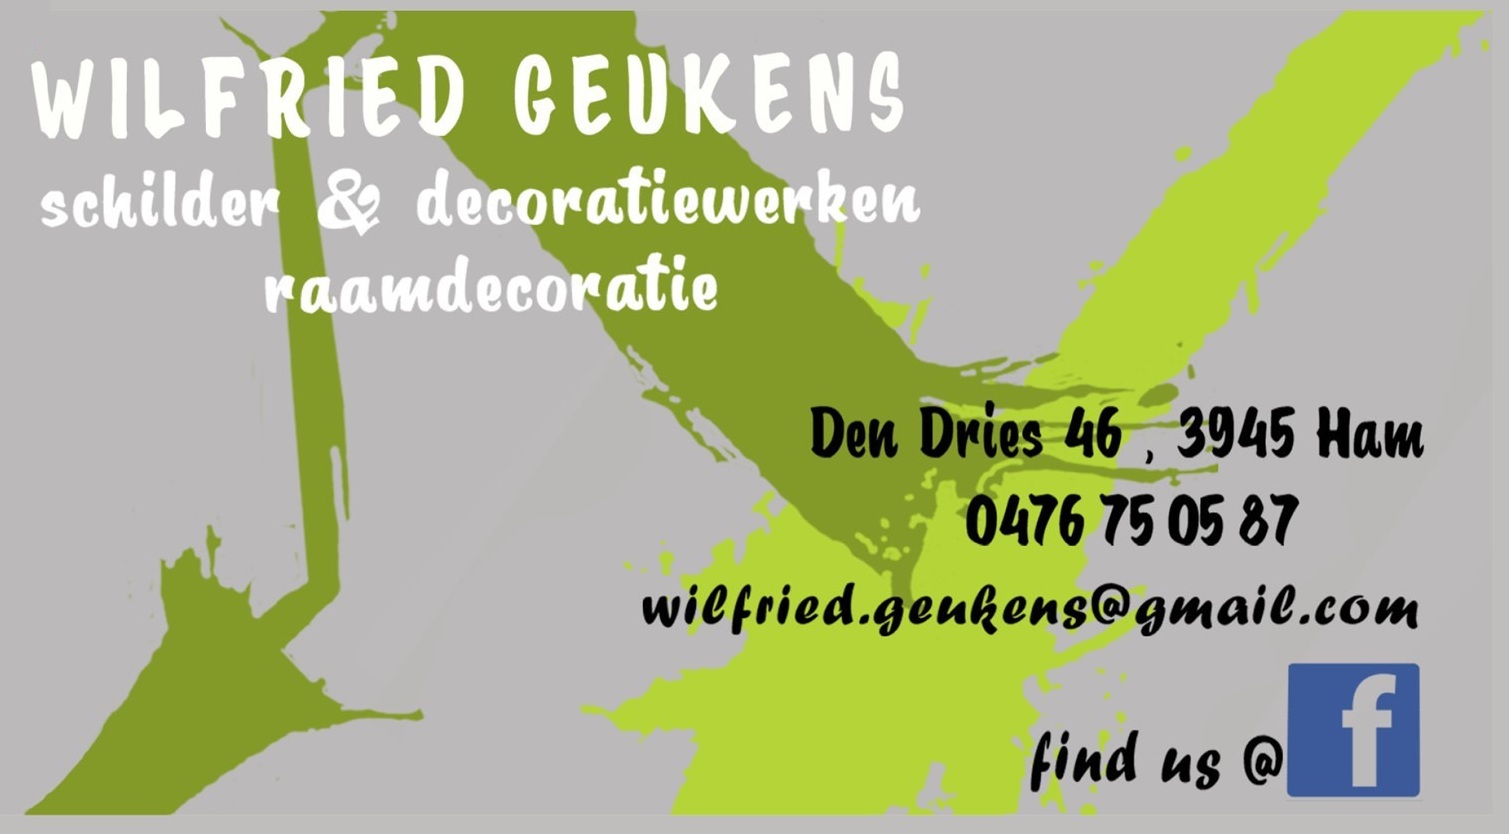 WILFRIED GEUKENS
schilder & decoratiewerken
raamdecoratie
Den Dries 46 , 3945 Ham
0476 75 05 87
wilfried.geukens@gmail.com
find us @ f